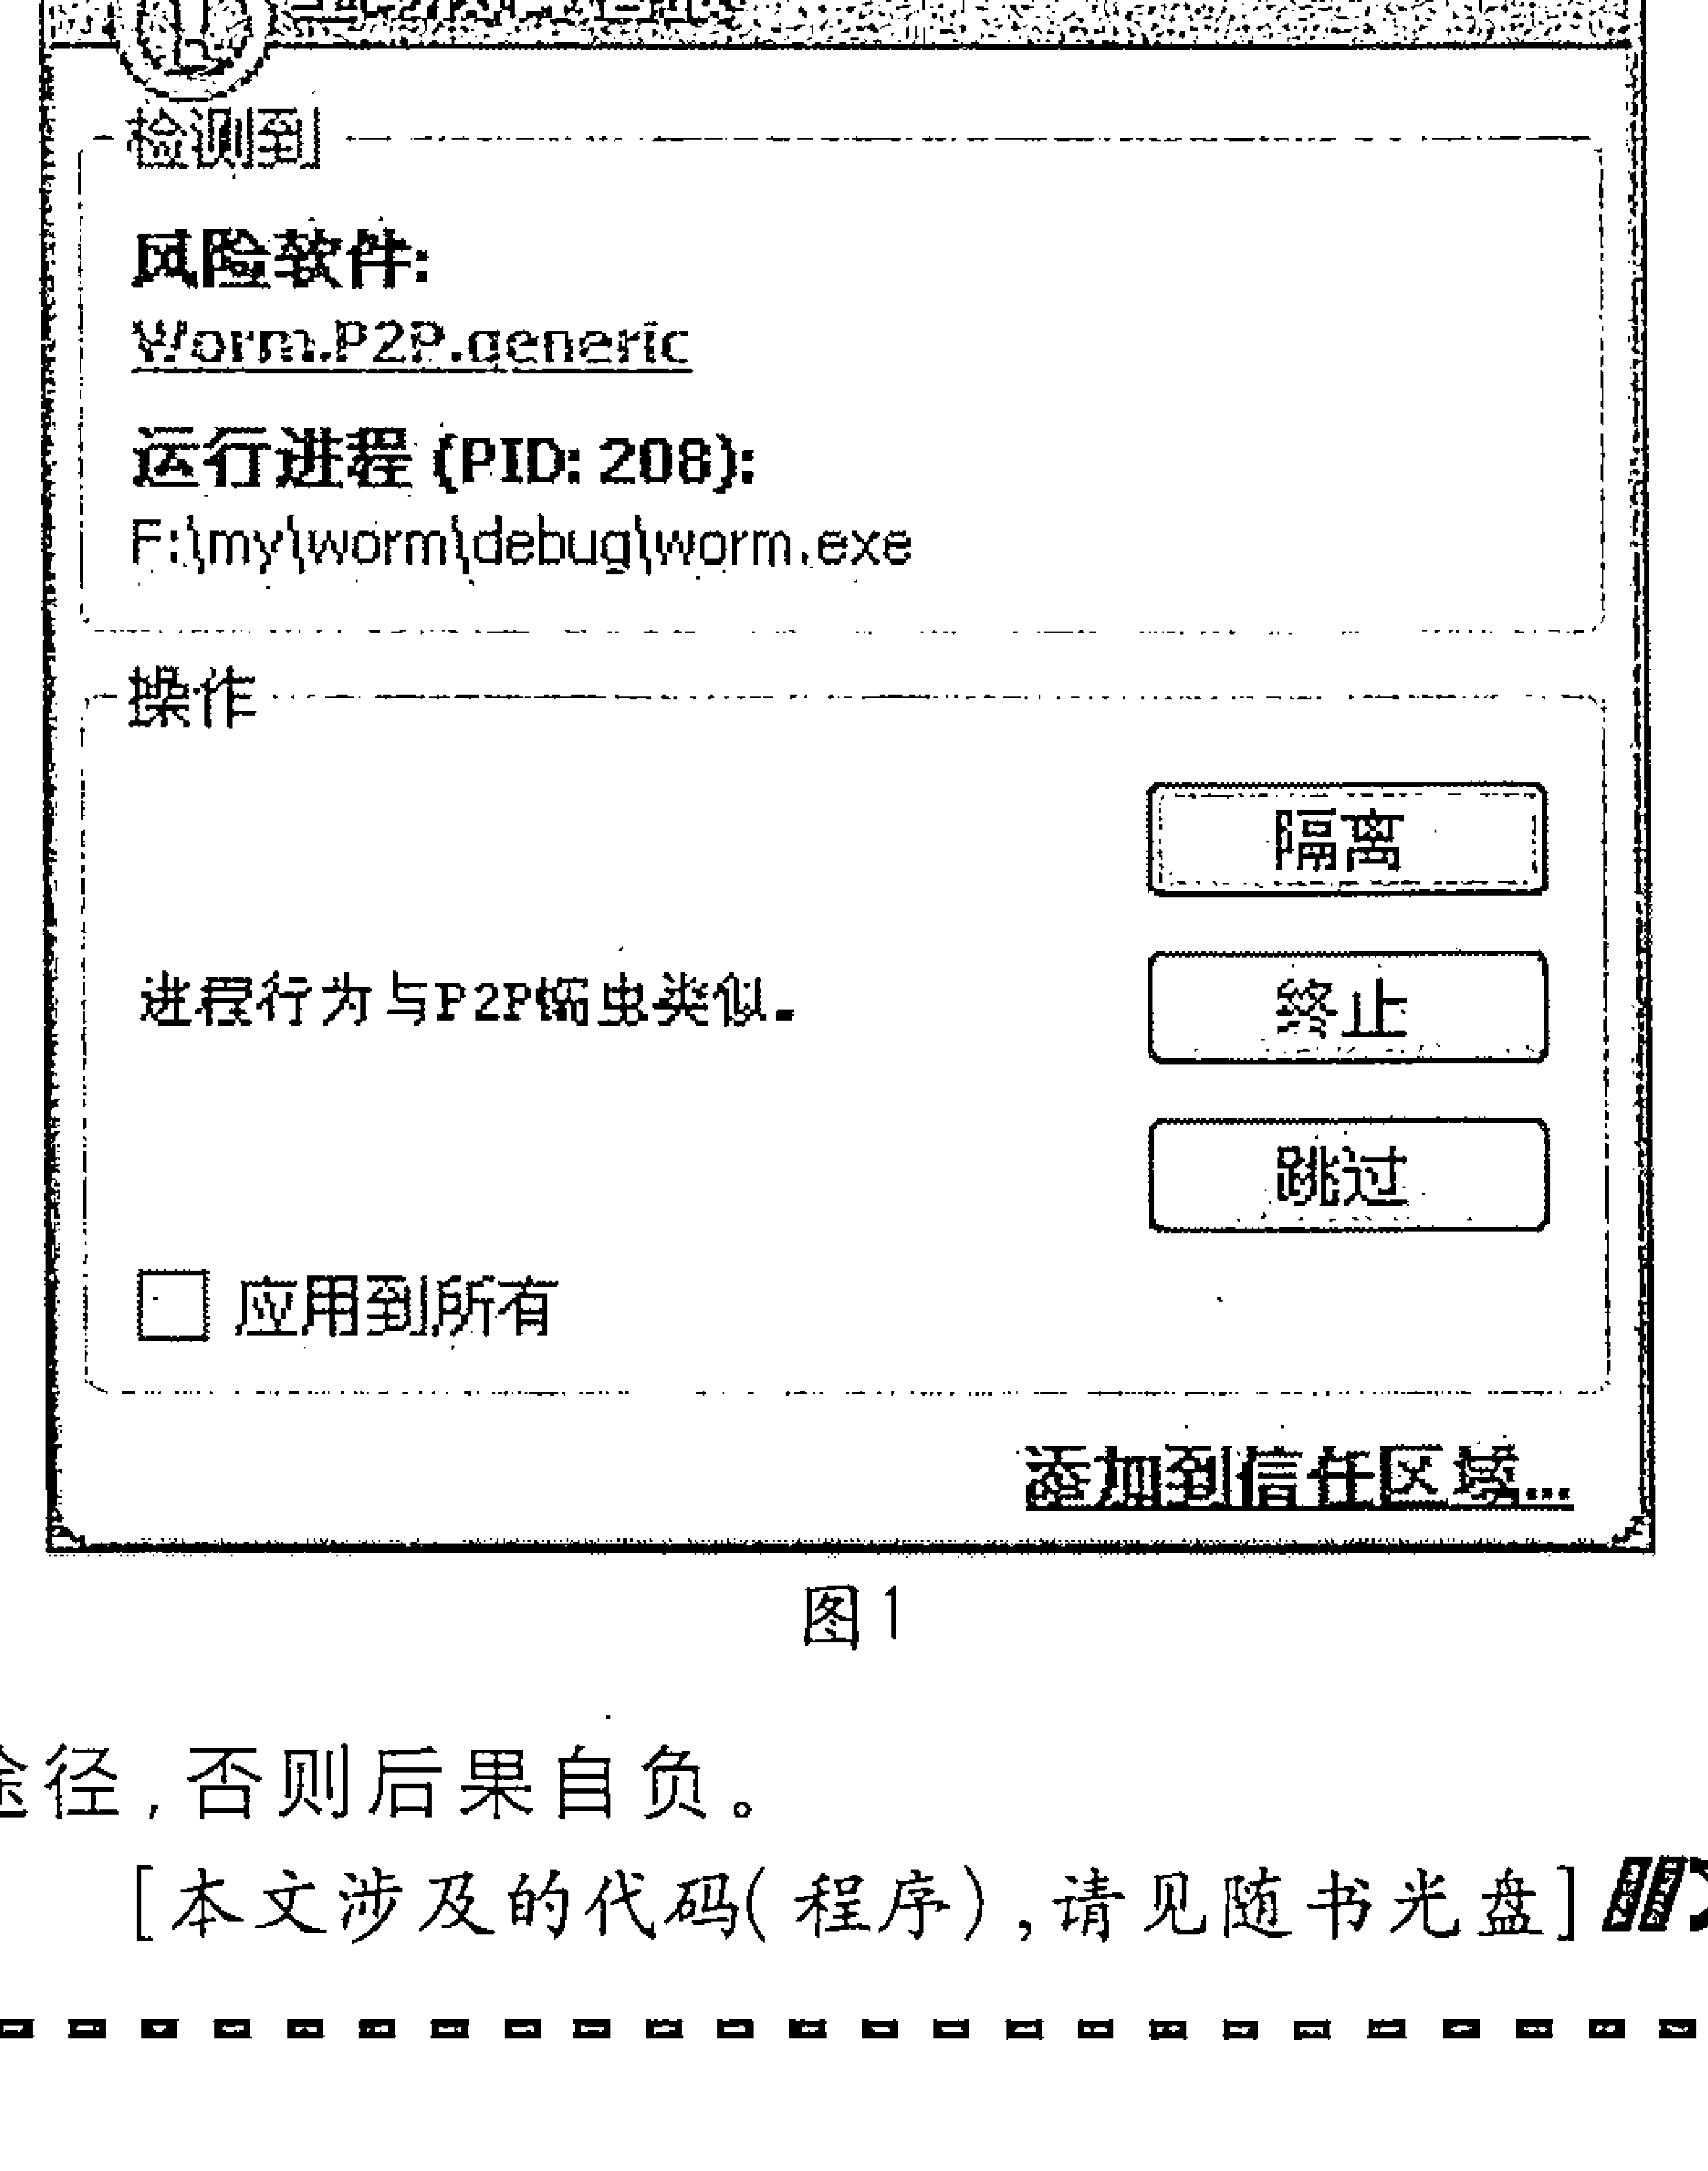 检测到
风险软件:
Worm.P2P.generic
运行进程 (PID: 208):
F:\my\worm\debug\worm.exe
操作
隔离
进程行为与P2P蠕虫类似。
终止
跳过
应用到所有
添加到信任区域...
图1
途径,否则后果自负。
[本文涉及的代码(程序),请见随书光盘]